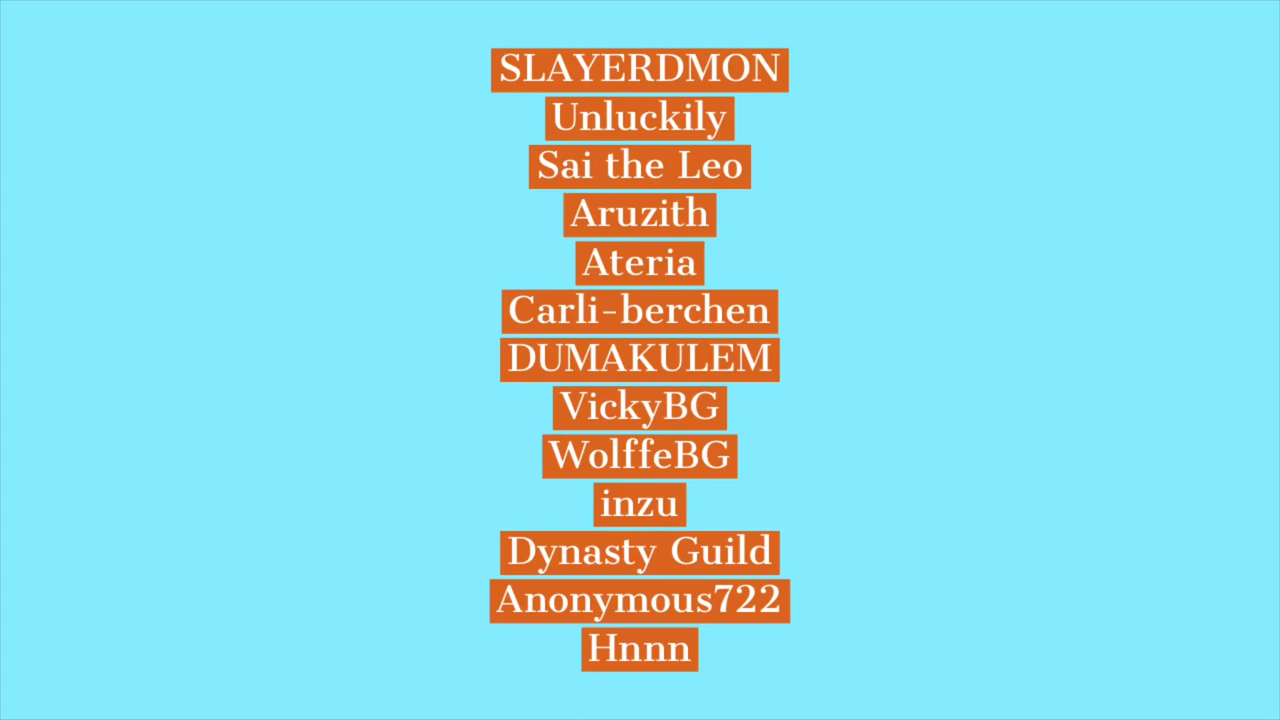 SLAYERDMON
Unluckily
Sai the Leo
Aruzith
Ateria
Carli-berchen
DUMAKULEM
VickyBG
WolffeBG
inzu
Dynasty Guild
Anonymous722
Hnnn